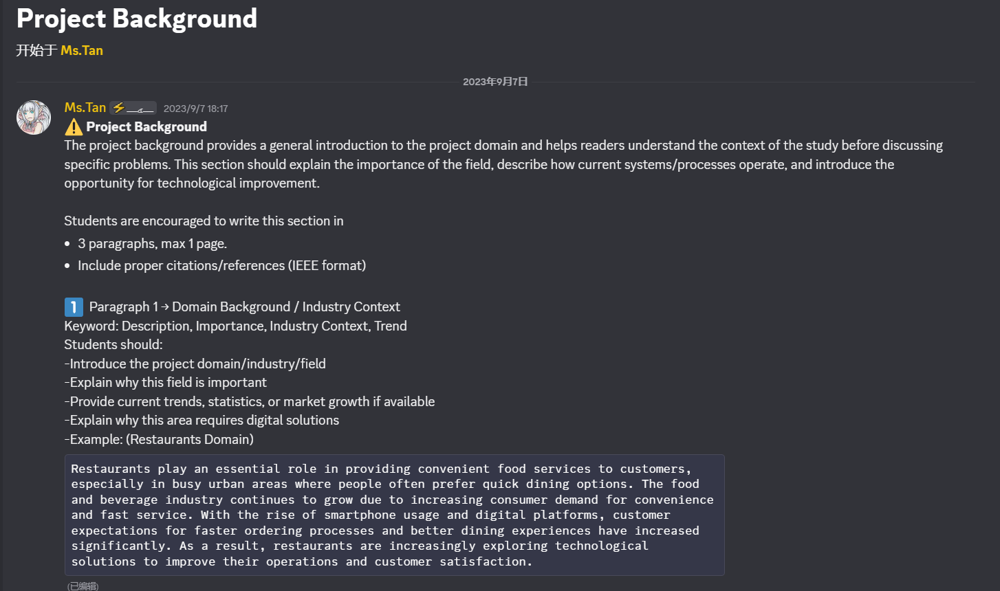 Project Background
开始于 Ms.Tan
2023年9月7日
Ms.Tan 2023/9/7 18:17
Project Background
The project background provides a general introduction to the project domain and helps readers understand the context of the study before discussing
specific problems. This section should explain the importance of the field, describe how current systems/processes operate, and introduce the
opportunity for technological improvement.
Students are encouraged to write this section in
• 3 paragraphs, max 1 page.
• Include proper citations/references (IEEE format)
1 Paragraph 1 → Domain Background / Industry Context
Keyword: Description, Importance, Industry Context, Trend
Students should:
-Introduce the project domain/industry/field
-Explain why this field is important
-Provide current trends, statistics, or market growth if available
-Explain why this area requires digital solutions
-Example: (Restaurants Domain)
Restaurants play an essential role in providing convenient food services to customers,
especially in busy urban areas where people often prefer quick dining options. The food
and beverage industry continues to grow due to increasing consumer demand for convenience
and fast service. With the rise of smartphone usage and digital platforms, customer
expectations for faster ordering processes and better dining experiences have increased
significantly. As a result, restaurants are increasingly exploring technological
solutions to improve their operations and customer satisfaction.
(已编辑)